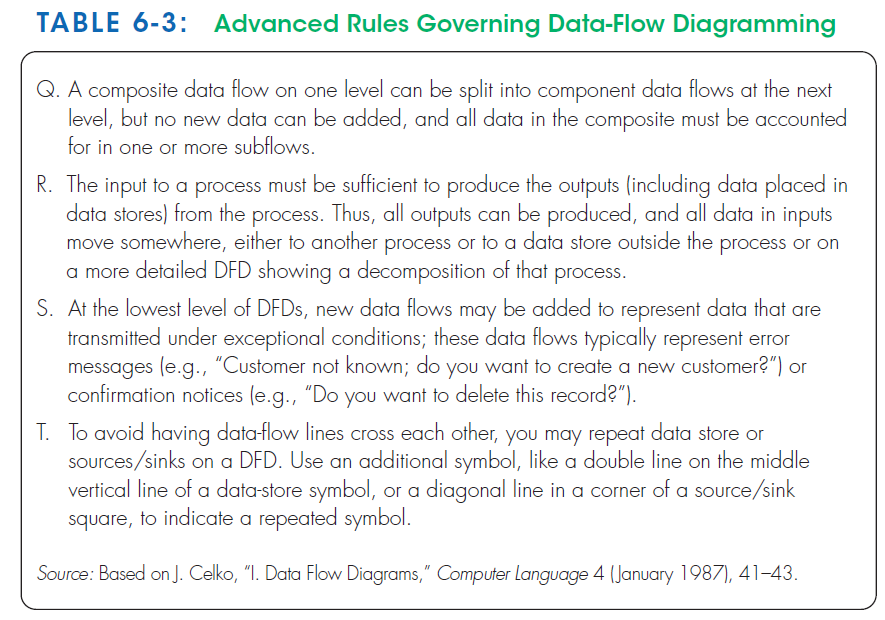 TABLE 6-3: Advanced Rules Governing Data-Flow Diagramming
Q. A composite data flow on one level can be split into component data flows at the next
level, but no new data can be added, and all data in the composite must be accounted
for in one or more subflows.
R. The input to a process must be sufficient to produce the outputs (including data placed in
data stores) from the process. Thus, all outputs can be produced, and all data in inputs
move somewhere, either to another process or to a data store outside the process or on
a more detailed DFD showing a decomposition of that process.
S. At the lowest level of DFDs, new data flows may be added to represent data that are
transmitted under exceptional conditions; these data flows typically represent error
messages (e.g., “Customer not known; do you want to create a new customer?”) or
confirmation notices (e.g., “Do you want to delete this record?”).
T. To avoid having data-flow lines cross each other, you may repeat data store or
sources/sinks on a DFD. Use an additional symbol, like a double line on the middle
vertical line of a data-store symbol, or a diagonal line in a corner of a source/sink
square, to indicate a repeated symbol.
Source: Based on J. Celko, “I. Data Flow Diagrams,” Computer Language 4 (January 1987), 41–43.